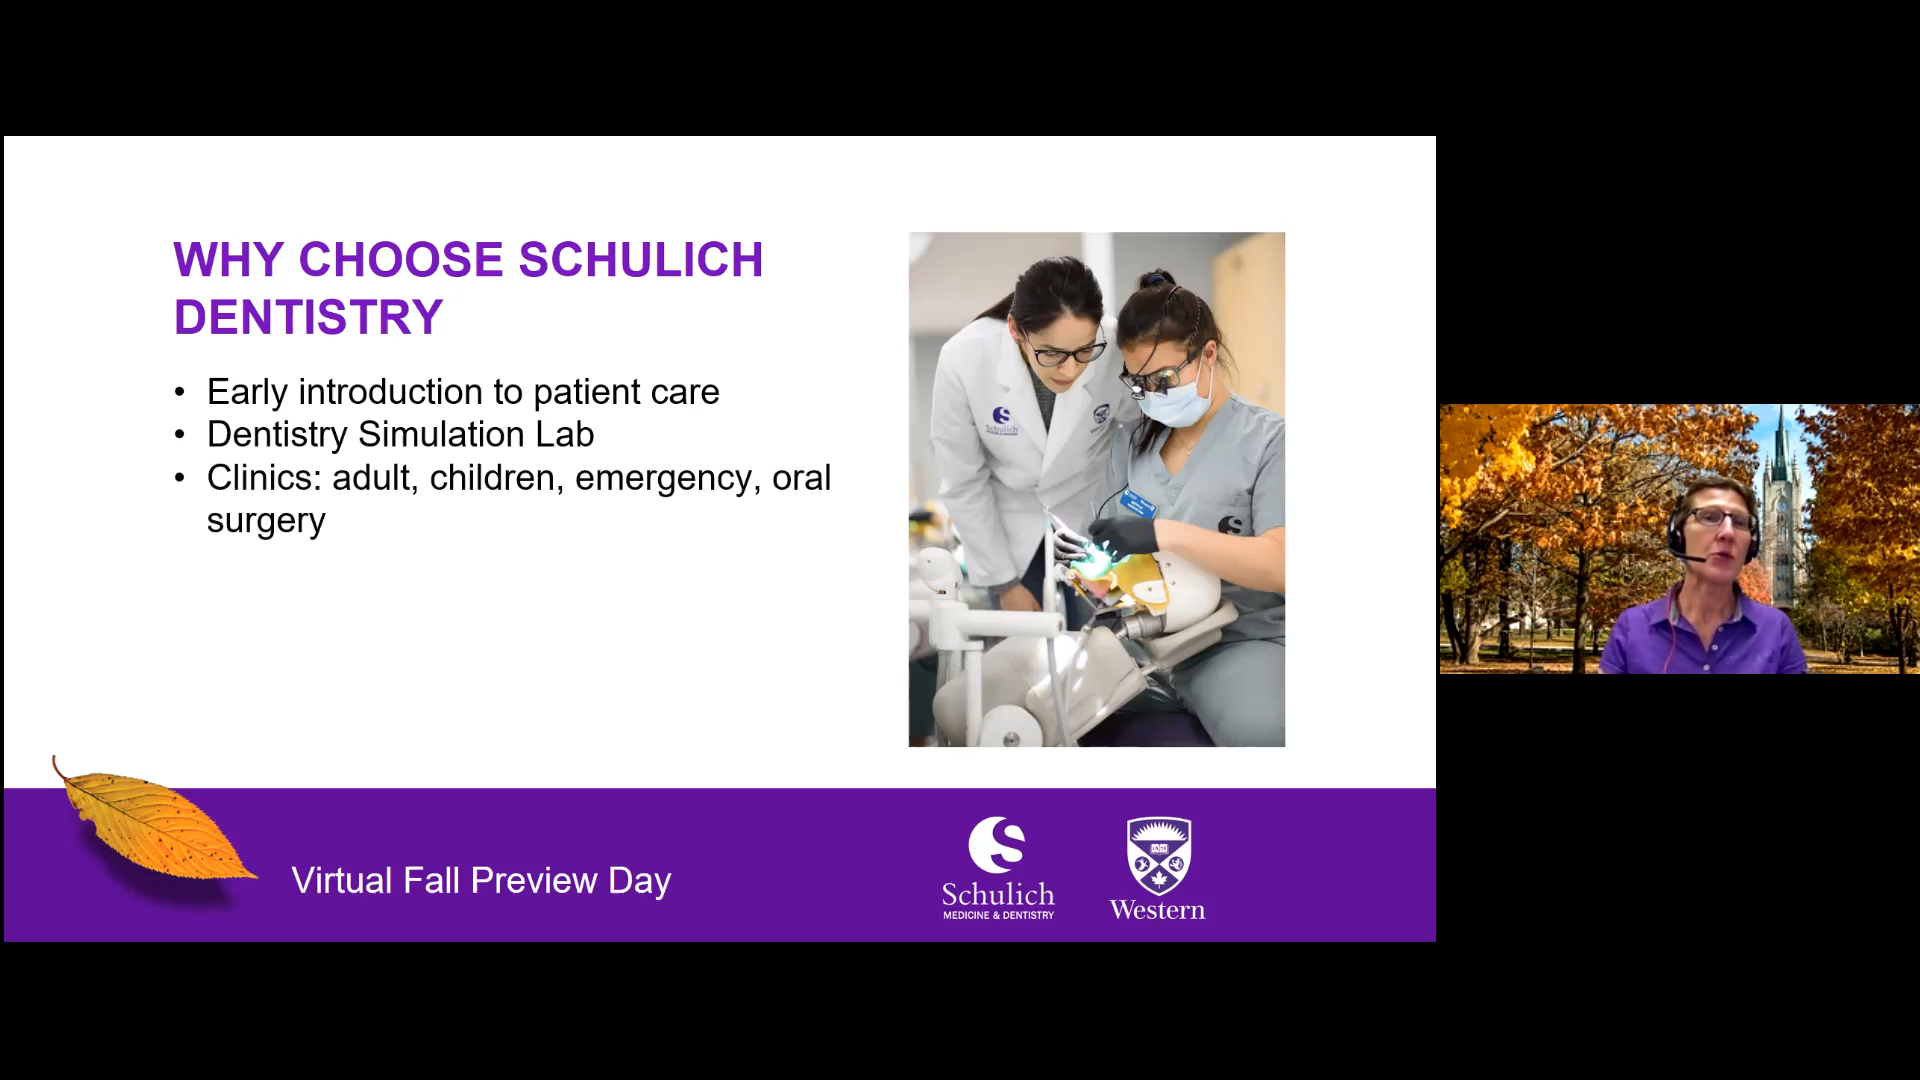 WHY CHOOSE SCHULICH
DENTISTRY
• Early introduction to patient care
• Dentistry Simulation Lab
• Clinics: adult, children, emergency, oral
surgery
Schulich
Virtual Fall Preview Day
Schulich
MEDICINE & DENTISTRY
Western